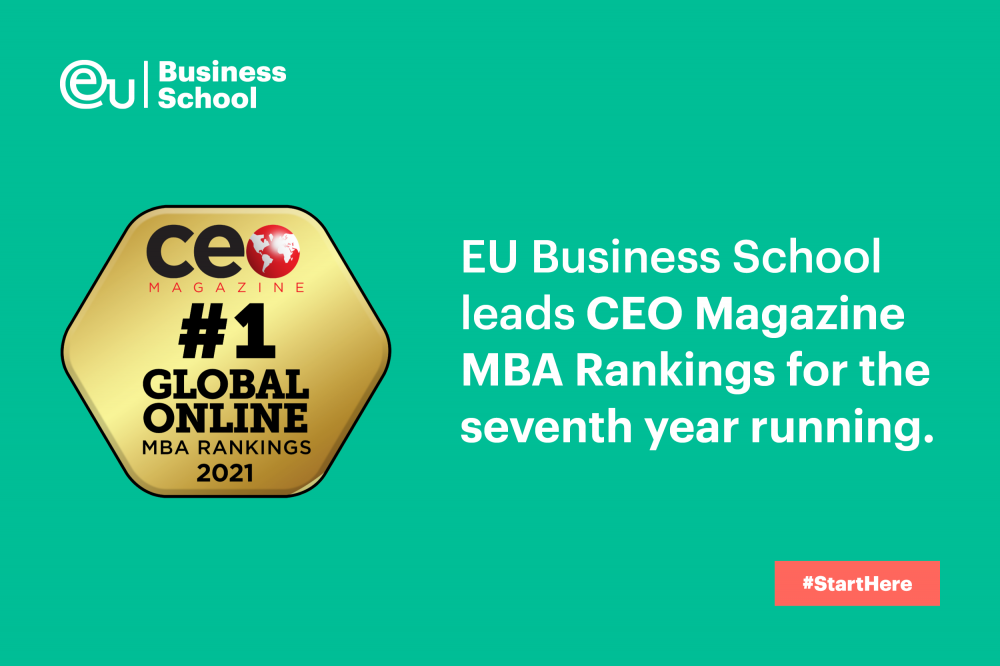 eu Business
School
ceo
MAGAZINE
#1
GLOBAL
ONLINE
MBA RANKINGS
2021
EU Business School
leads CEO Magazine
MBA Rankings for the
seventh year running.
#StartHere